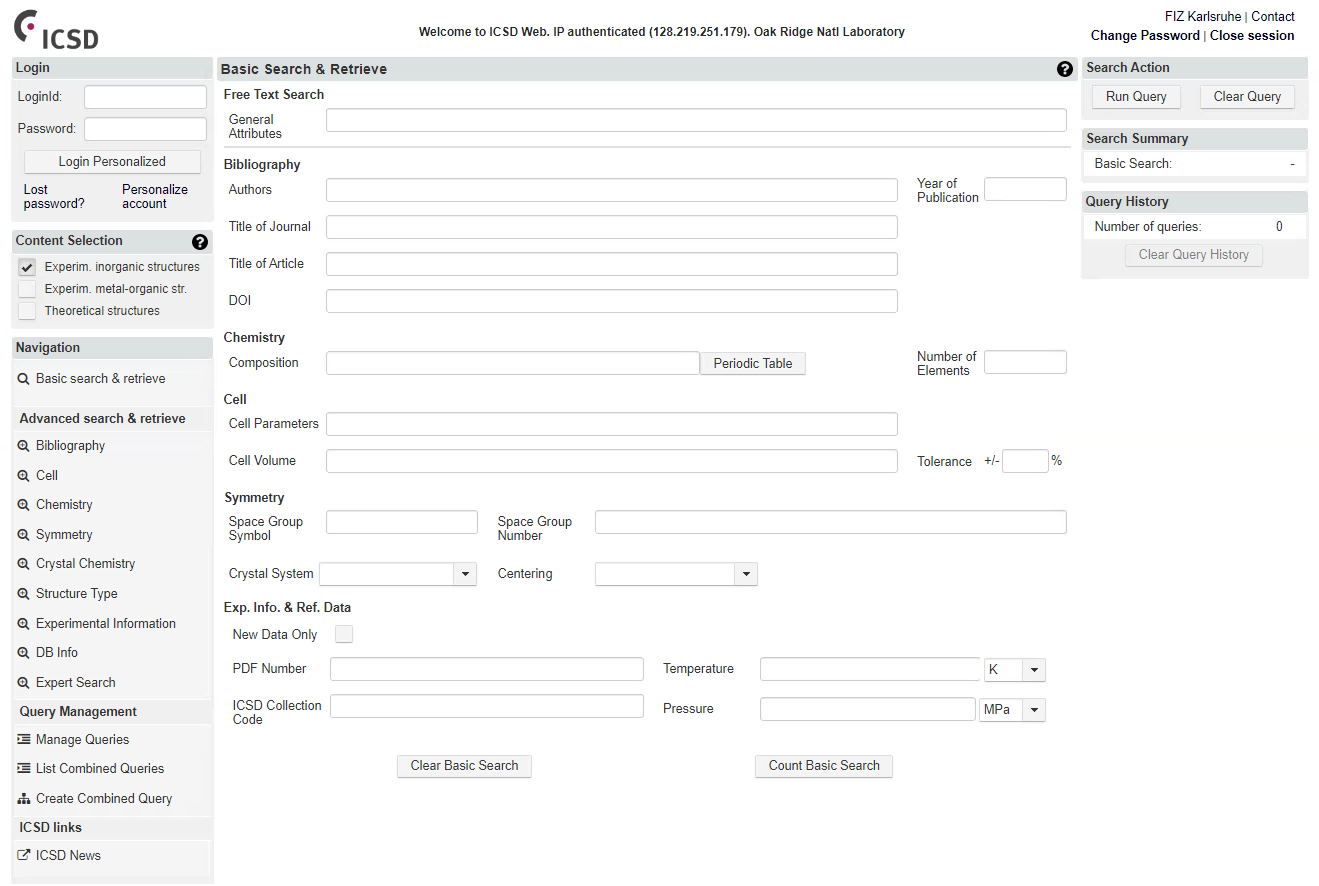 ICSD
Welcome to ICSD Web. IP authenticated (128.219.251.179). Oak Ridge Natl Laboratory
FIZ Karlsruhe | Contact
Change Password | Close session
Login
LoginId:
Password:
Login Personalized
Lost password?
Personalize account
Content Selection
Experim. inorganic structures
Experim. metal-organic str.
Theoretical structures
Navigation
Basic search & retrieve
Advanced search & retrieve
Bibliography
Cell
Chemistry
Symmetry
Crystal Chemistry
Structure Type
Experimental Information
DB Info
Expert Search
Query Management
Manage Queries
List Combined Queries
Create Combined Query
ICSD links
ICSD News
Basic Search & Retrieve
Free Text Search
General
Attributes
Bibliography
Authors
Year of
Publication
Title of Journal
Title of Article
DOI
Chemistry
Composition
Periodic Table
Number of
Elements
Cell
Cell Parameters
Cell Volume
Tolerance +/- %
Symmetry
Space Group
Symbol
Space Group
Number
Crystal System
Centering
Exp. Info. & Ref. Data
New Data Only
PDF Number
Temperature
K
ICSD Collection
Code
Pressure
MPa
Clear Basic Search
Count Basic Search
Search Action
Run Query
Clear Query
Search Summary
Basic Search: -
Query History
Number of queries: 0
Clear Query History